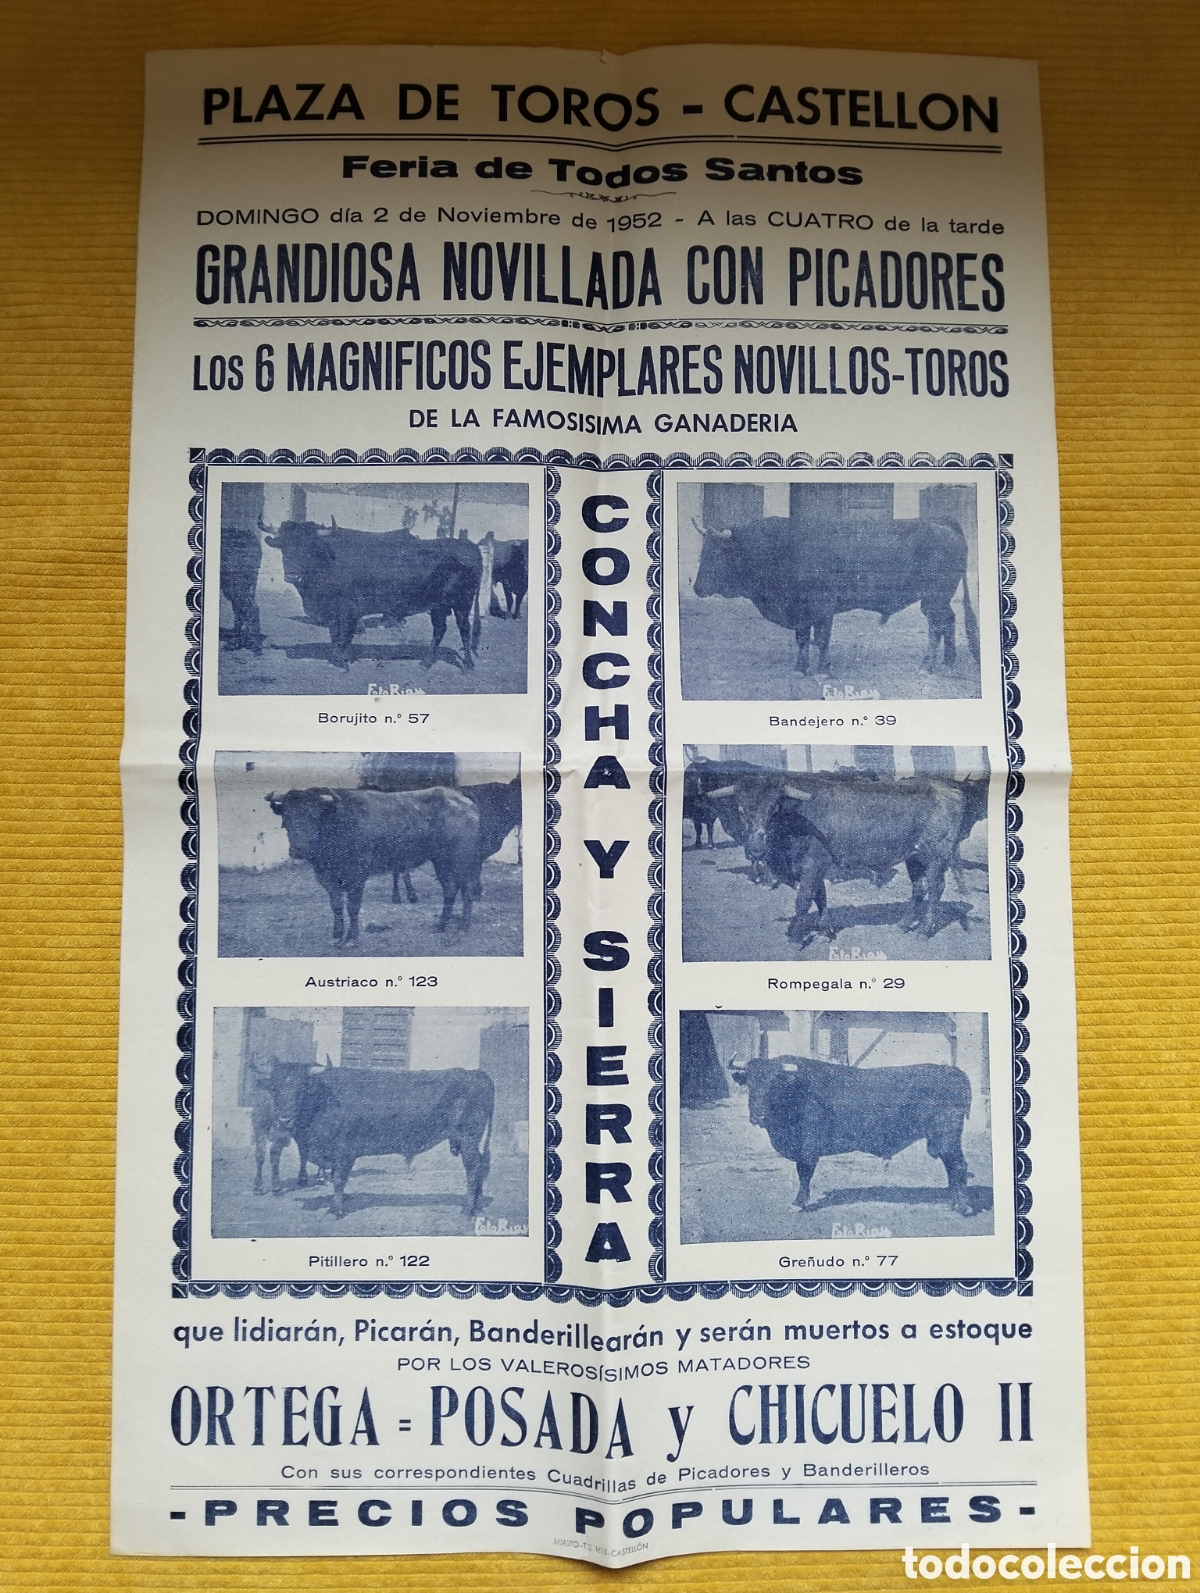 PLAZA DE TOROS - CASTELLON
Feria de Todos Santos
DOMINGO día 2 de Noviembre de 1952 - A las CUATRO de la tarde
GRANDIOSA NOVILLADA CON PICADORES
LOS 6 MAGNIFICOS EJEMPLARES NOVILLOS-TOROS
DE LA FAMOSISIMA GANADERIA
CONCHA Y SIERRA
Borujito n.º 57
Bandejero n.º 39
Austriaco n.º 123
Rompegala n.º 29
Pitillero n.º 122
Greñudo n.º 77
que lidiarán, Picarán, Banderillearán y serán muertos a estoque
POR LOS VALEROSÍSIMOS MATADORES
ORTEGA = POSADA y CHICUELO II
Con sus correspondientes Cuadrillas de Picadores y Banderilleros
- PRECIOS POPULARES -
CASTELLÓN
todocoleccion